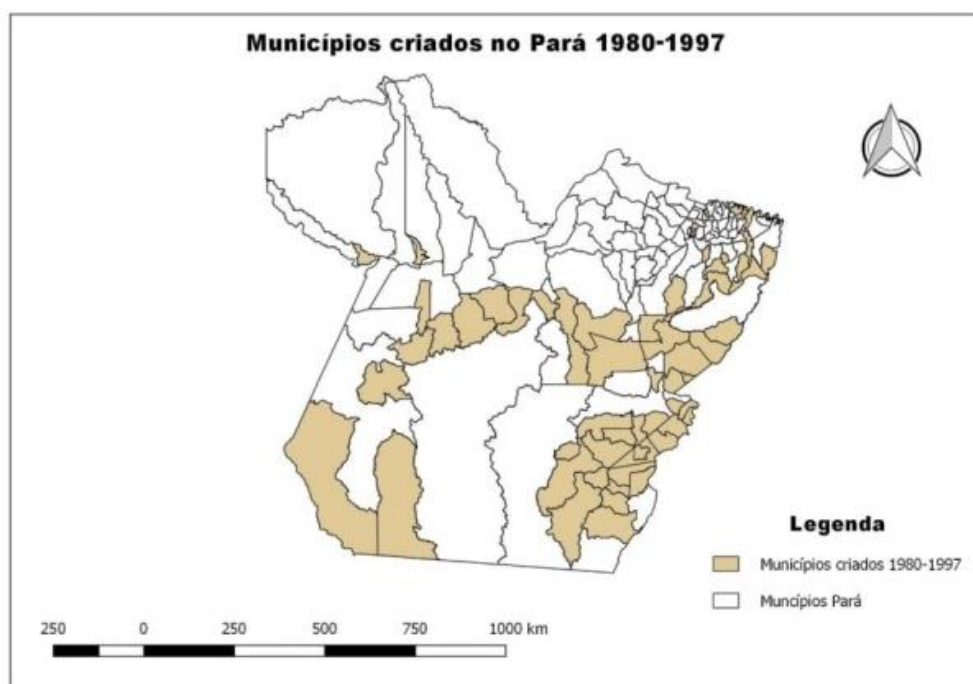 Municípios criados no Pará 1980-1997
Legenda
Municípios criados 1980-1997
Muncípios Pará
250 0 250 500 750 1000 km